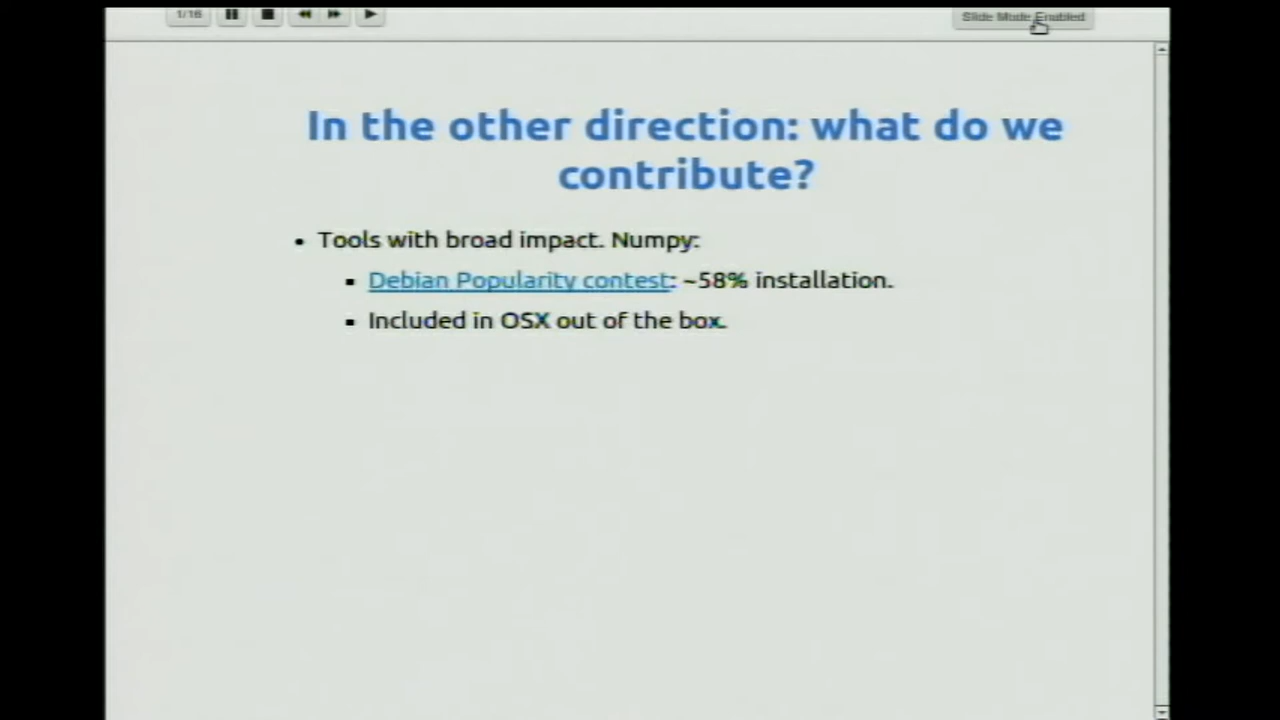 1/16
Slide Mode Enabled
In the other direction: what do we
contribute?
Tools with broad impact. Numpy:
Debian Popularity contest: ~58% installation.
Included in OSX out of the box.